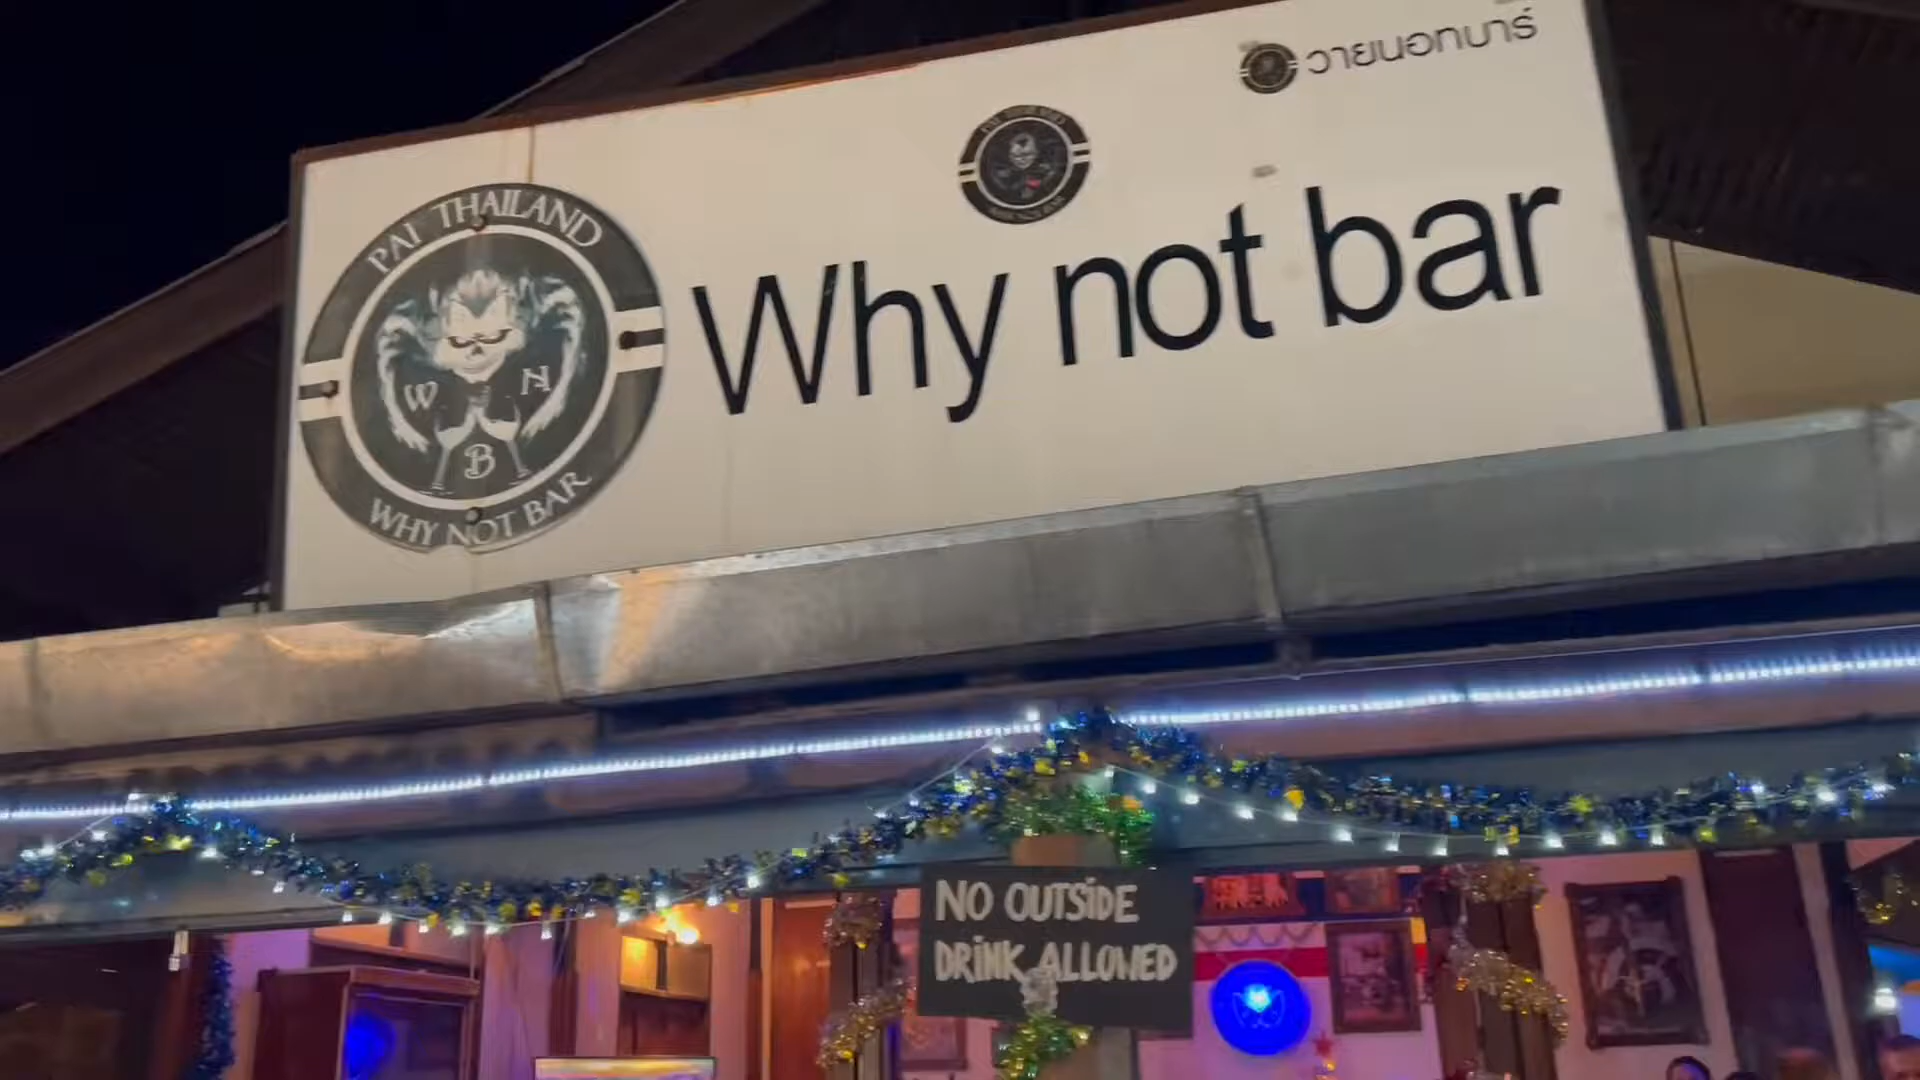 วายนอทบาร์
PAI THAILAND
W N
B
WHY NOT BAR
Why not bar
NO OUTSIDE
DRINK ALLOWED